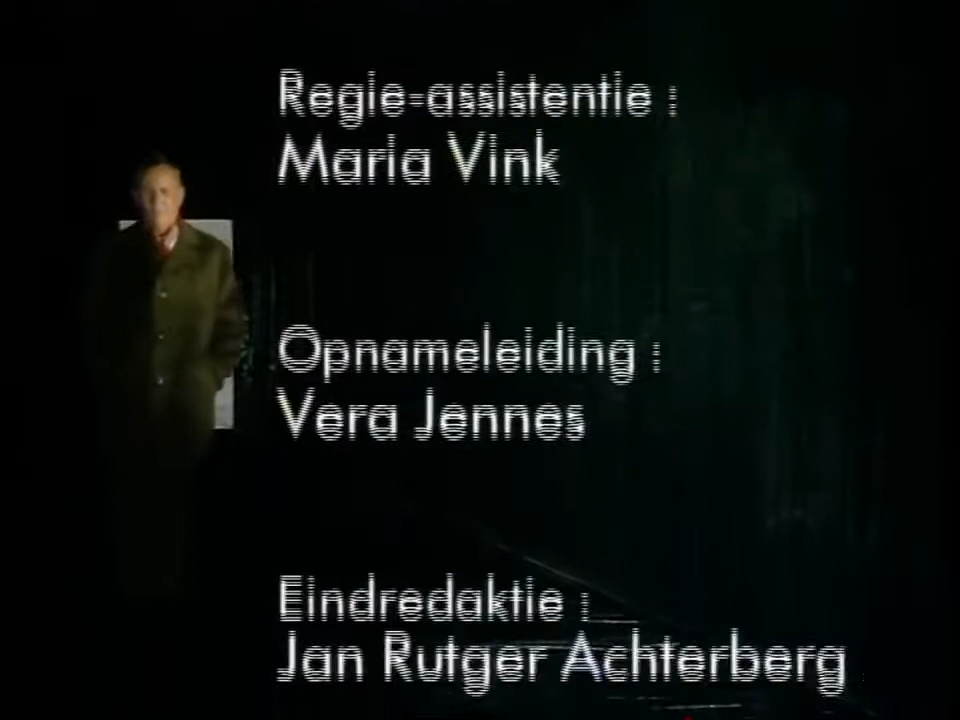 Regie-assistentie :
Maria Vink
Opnameleiding :
Vera Jennes
Eindredaktie :
Jan Rutger Achterberg